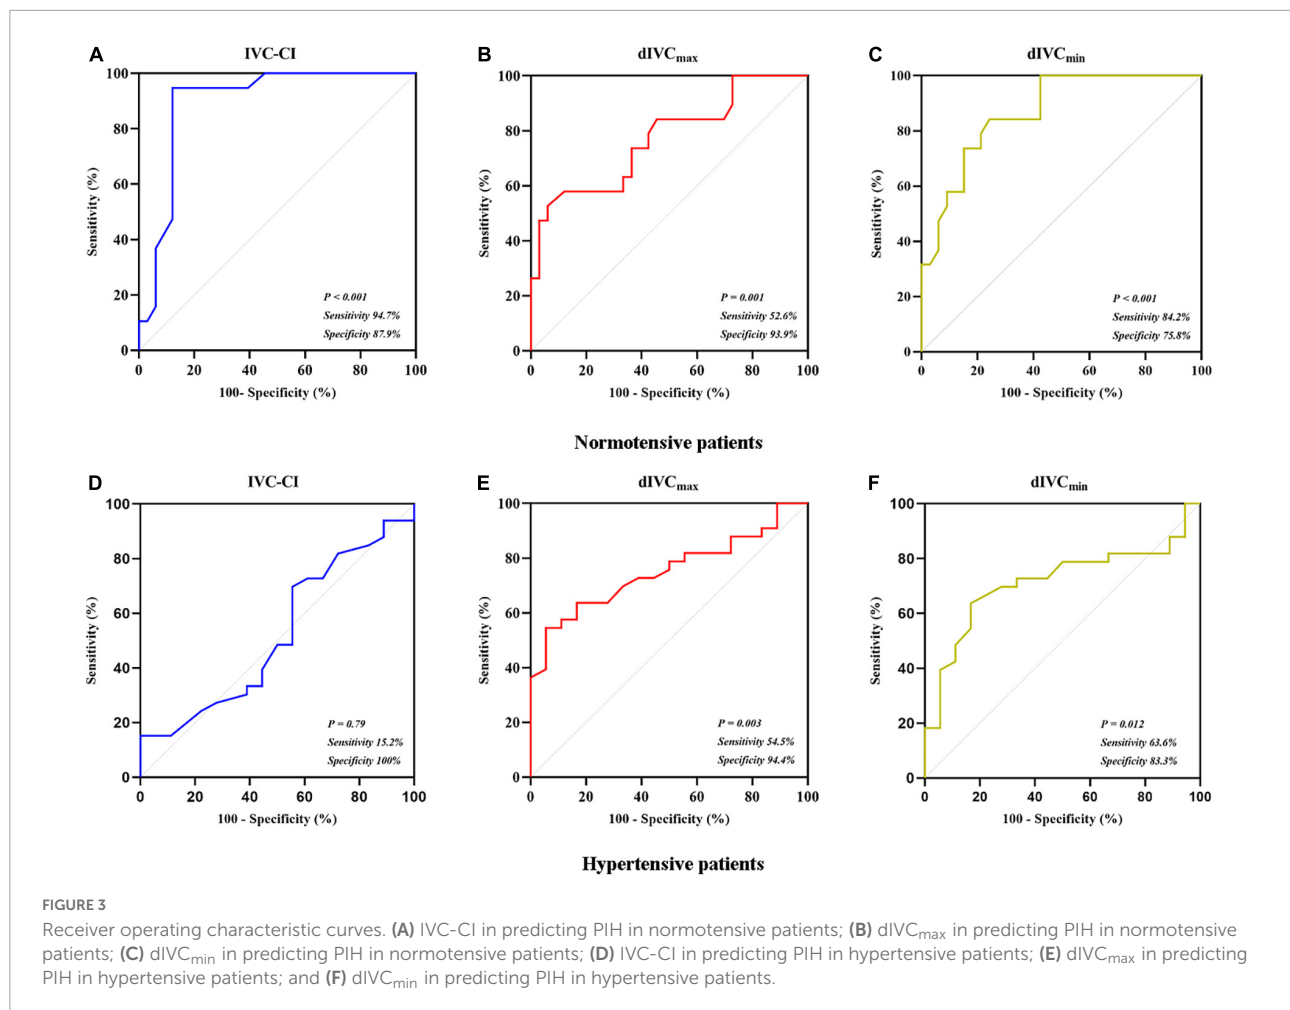 A IVC-CI
100
80
60
40
20
0
Sensitivity (%)
P < 0.001
Sensitivity 94.7%
Specificity 87.9%
0 20 40 60 80 100
100- Specificity (%)
B dIVCmax
100
80
60
40
20
0
Sensitivity (%)
P = 0.001
Sensitivity 52.6%
Specificity 93.9%
0 20 40 60 80 100
100 - Specificity (%)
C dIVCmin
100
80
60
40
20
0
Sensitivity (%)
P < 0.001
Sensitivity 84.2%
Specificity 75.8%
0 20 40 60 80 100
100 - Specificity (%)
Normotensive patients
D IVC-CI
100
80
60
40
20
0
Sensitivity (%)
P = 0.79
Sensitivity 15.2%
Specificity 100%
0 20 40 60 80 100
100 - Specificity (%)
E dIVCmax
100
80
60
40
20
0
Sensitivity (%)
P = 0.003
Sensitivity 54.5%
Specificity 94.4%
0 20 40 60 80 100
100 - Specificity (%)
F dIVCmin
100
80
60
40
20
0
Sensitivity (%)
P = 0.012
Sensitivity 63.6%
Specificity 83.3%
0 20 40 60 80 100
100 - Specificity (%)
Hypertensive patients
FIGURE 3
Receiver operating characteristic curves. (A) IVC-CI in predicting PIH in normotensive patients; (B) dIVCmax in predicting PIH in normotensive
patients; (C) dIVCmin in predicting PIH in normotensive patients; (D) IVC-CI in predicting PIH in hypertensive patients; (E) dIVCmax in predicting
PIH in hypertensive patients; and (F) dIVCmin in predicting PIH in hypertensive patients.